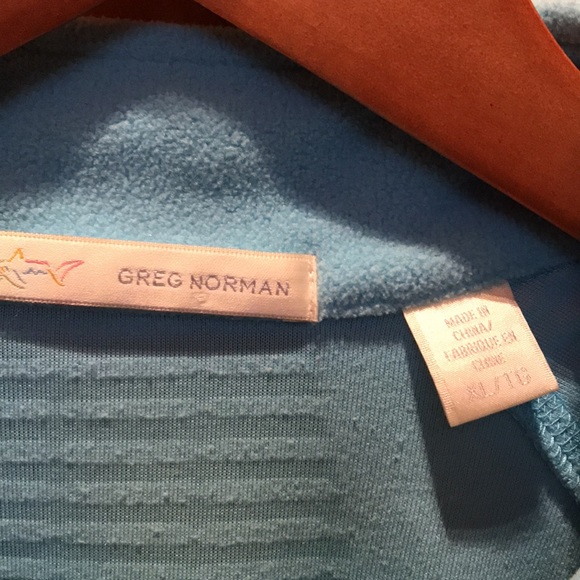 GREG NORMAN
MADE IN
CHINA/
FABRIQUE EN
CHINE
XL/TG